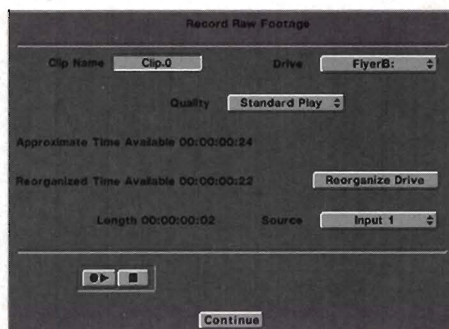 Record Raw Footage
Clip Name Clip.0 Drive FlyerB:
Quality Standard Play
Approximate Time Available 00:00:00:24
Reorganized Time Available 00:00:00:22 Reorganize Drive
Length 00:00:00:02 Source Input 1
Continue